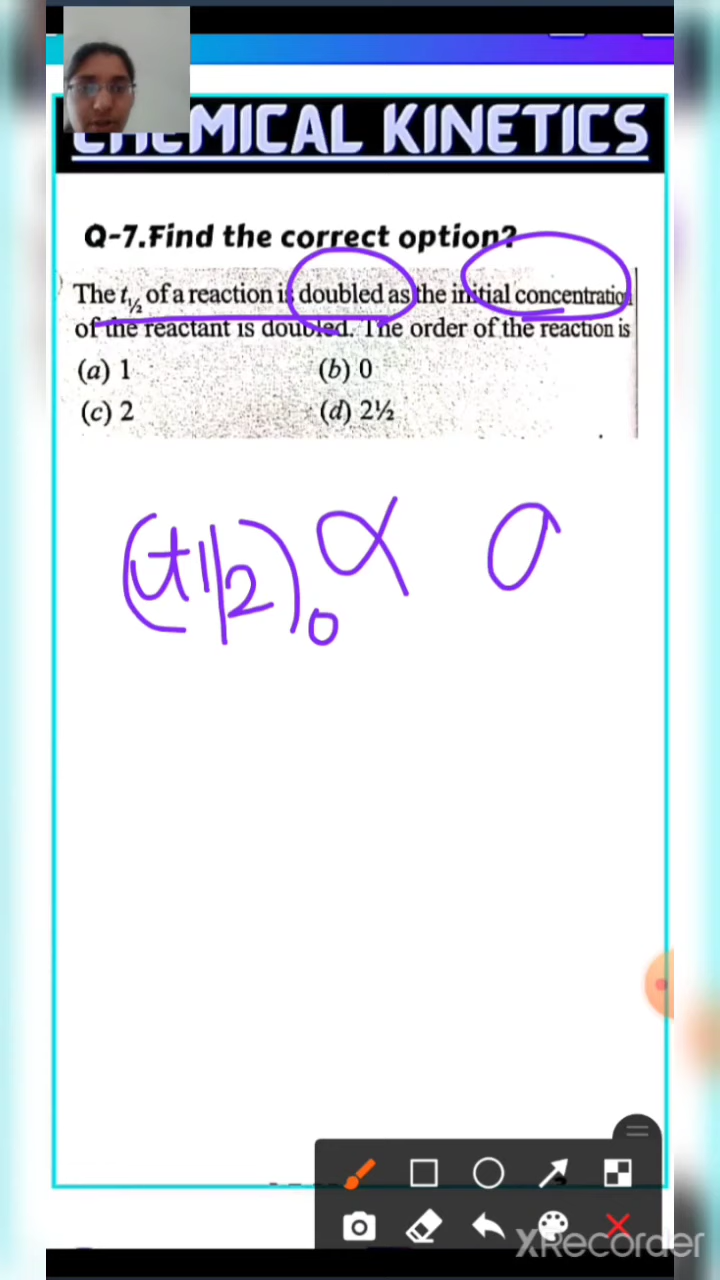 CHEMICAL KINETICS
Q-7.Find the correct option?
The t½ of a reaction is doubled as the initial concentration
of the reactant is doubled. The order of the reaction is
(a) 1 (b) 0
(c) 2 (d) 2½
(t1/2)₀ ∝ a
XRecorder